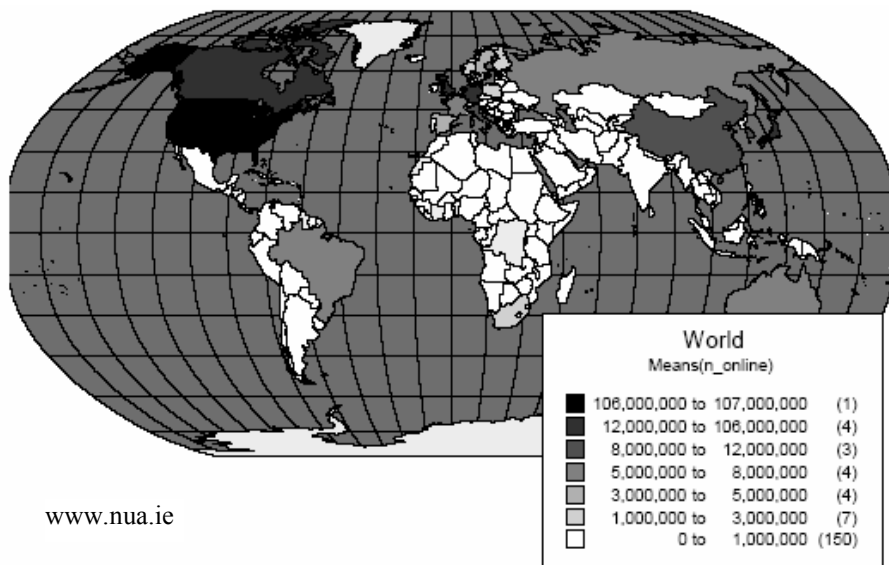 World
Means(n_online)
106,000,000 to 107,000,000 (1)
12,000,000 to 106,000,000 (4)
8,000,000 to 12,000,000 (3)
5,000,000 to 8,000,000 (4)
3,000,000 to 5,000,000 (4)
1,000,000 to 3,000,000 (7)
0 to 1,000,000 (150)
www.nua.ie